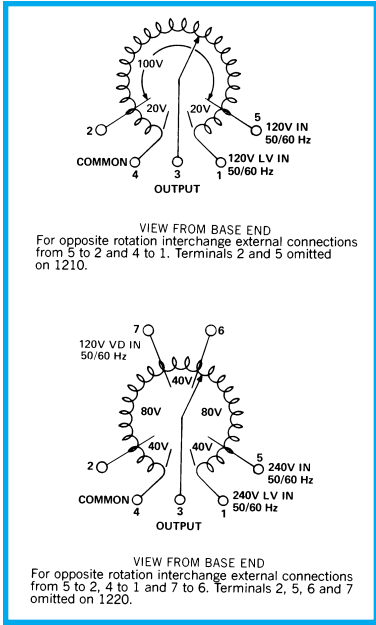 100V
20V
20V
2
5
120V IN
50/60 Hz
COMMON
4
3
OUTPUT
1
120V LV IN
50/60 Hz
VIEW FROM BASE END
For opposite rotation interchange external connections
from 5 to 2 and 4 to 1. Terminals 2 and 5 omitted
on 1210.
7
6
120V VD IN
50/60 Hz
40V
80V
80V
40V
40V
2
5
240V IN
50/60 Hz
COMMON
4
3
OUTPUT
1
240V LV IN
50/60 Hz
VIEW FROM BASE END
For opposite rotation interchange external connections
from 5 to 2, 4 to 1 and 7 to 6. Terminals 2, 5, 6 and 7
omitted on 1220.